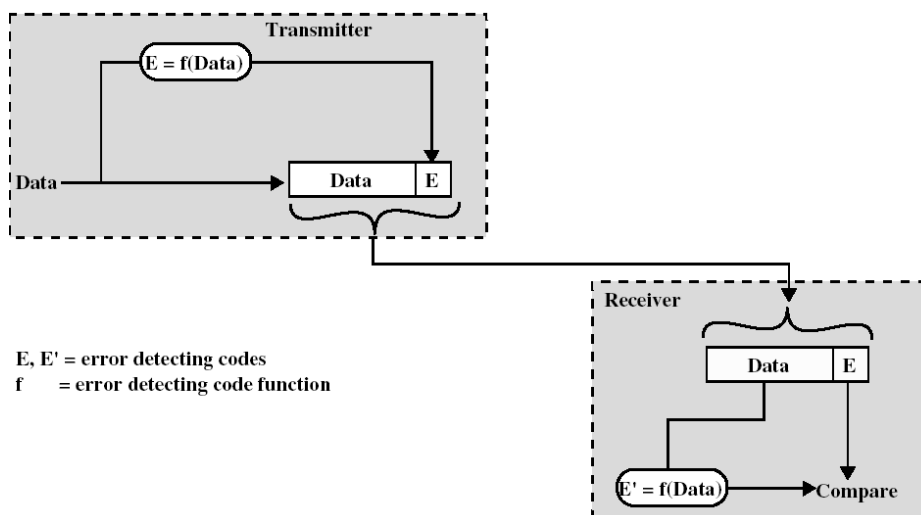 Transmitter
E = f(Data)
Data
Data E
Receiver
E, E' = error detecting codes
f = error detecting code function
Data E
E' = f(Data)
Compare